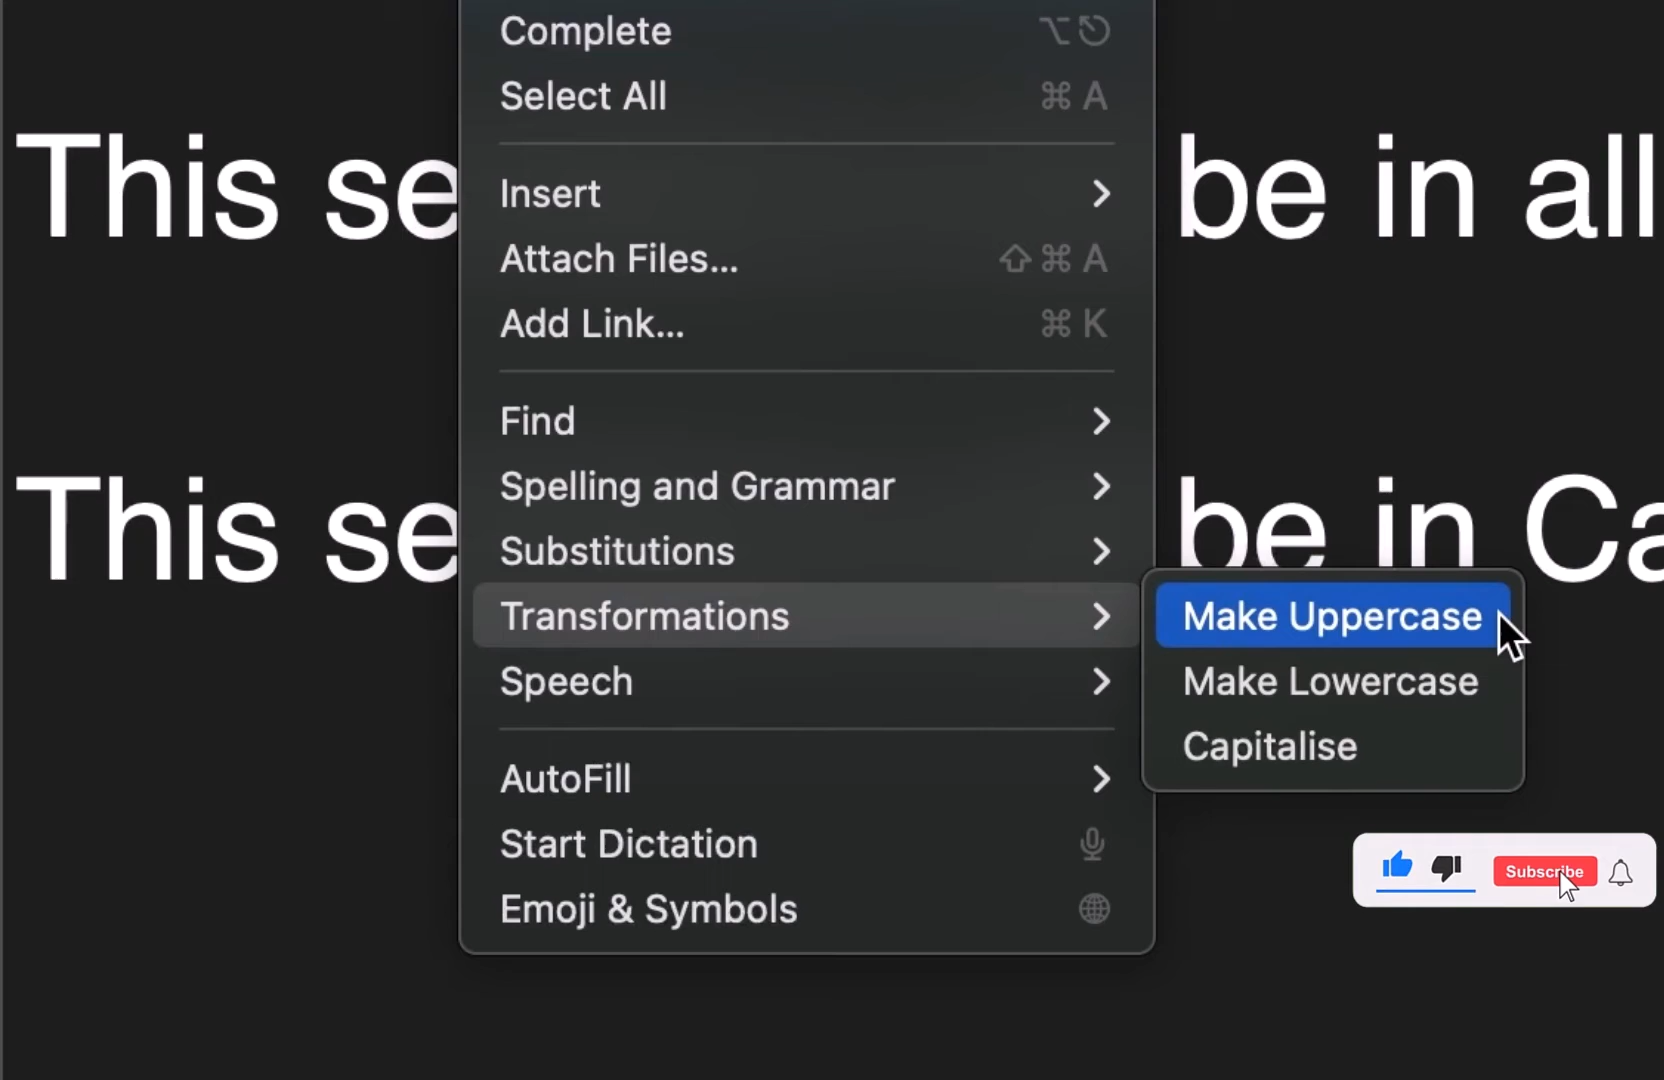 Complete ⌥⎋
Select All ⌘ A
This se be in all
Insert
Attach Files... ⇧ ⌘ A
Add Link... ⌘ K
Find
Spelling and Grammar
This se be in Ca
Substitutions
Transformations
Make Uppercase
Speech
Make Lowercase
Capitalise
AutoFill
Start Dictation
Subscribe
Emoji & Symbols